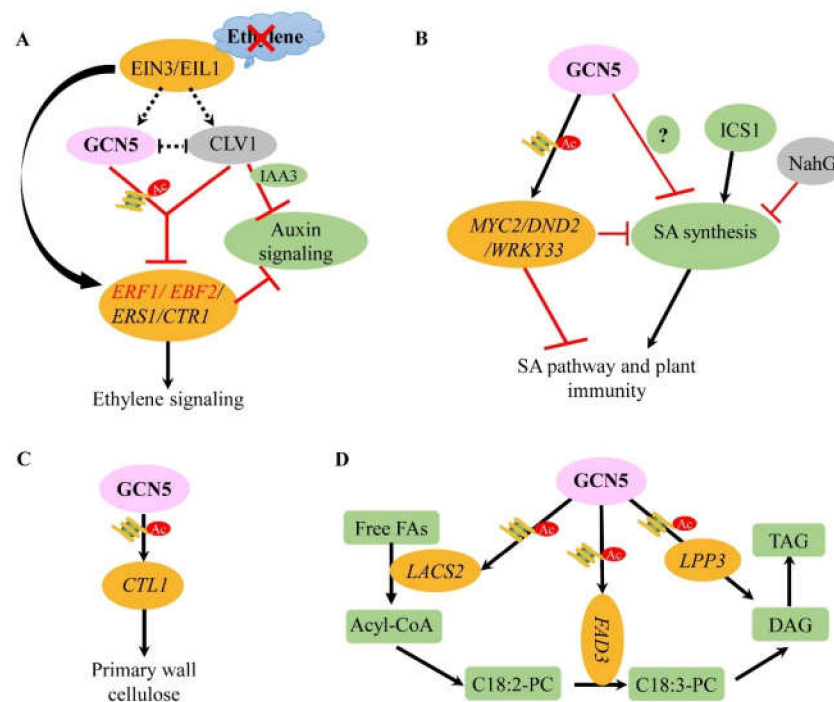 A
Ethylene
EIN3/EIL1
GCN5
CLV1
IAA3
Ac
Auxin
signaling
ERF1/ EBF2/
ERS1/CTR1
Ethylene signaling
B
GCN5
?
ICS1
NahG
Ac
MYC2/DND2
/WRKY33
SA synthesis
SA pathway and plant
immunity
C
GCN5
Ac
CTL1
Primary wall
cellulose
D
GCN5
Free FAs
Ac
Ac
Ac
TAG
LACS2
LPP3
Acyl-CoA
FAD3
DAG
C18:2-PC
C18:3-PC